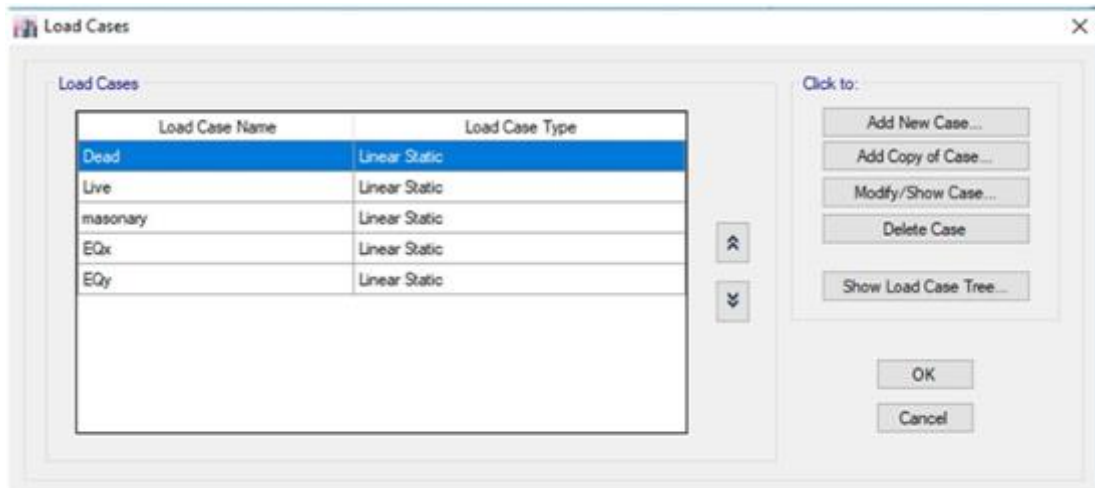 Load Cases
Load Cases
Load Case Name Load Case Type
Dead Linear Static
Live Linear Static
masonary Linear Static
EQx Linear Static
EQy Linear Static
Click to:
Add New Case...
Add Copy of Case...
Modify/Show Case...
Delete Case
Show Load Case Tree...
OK
Cancel